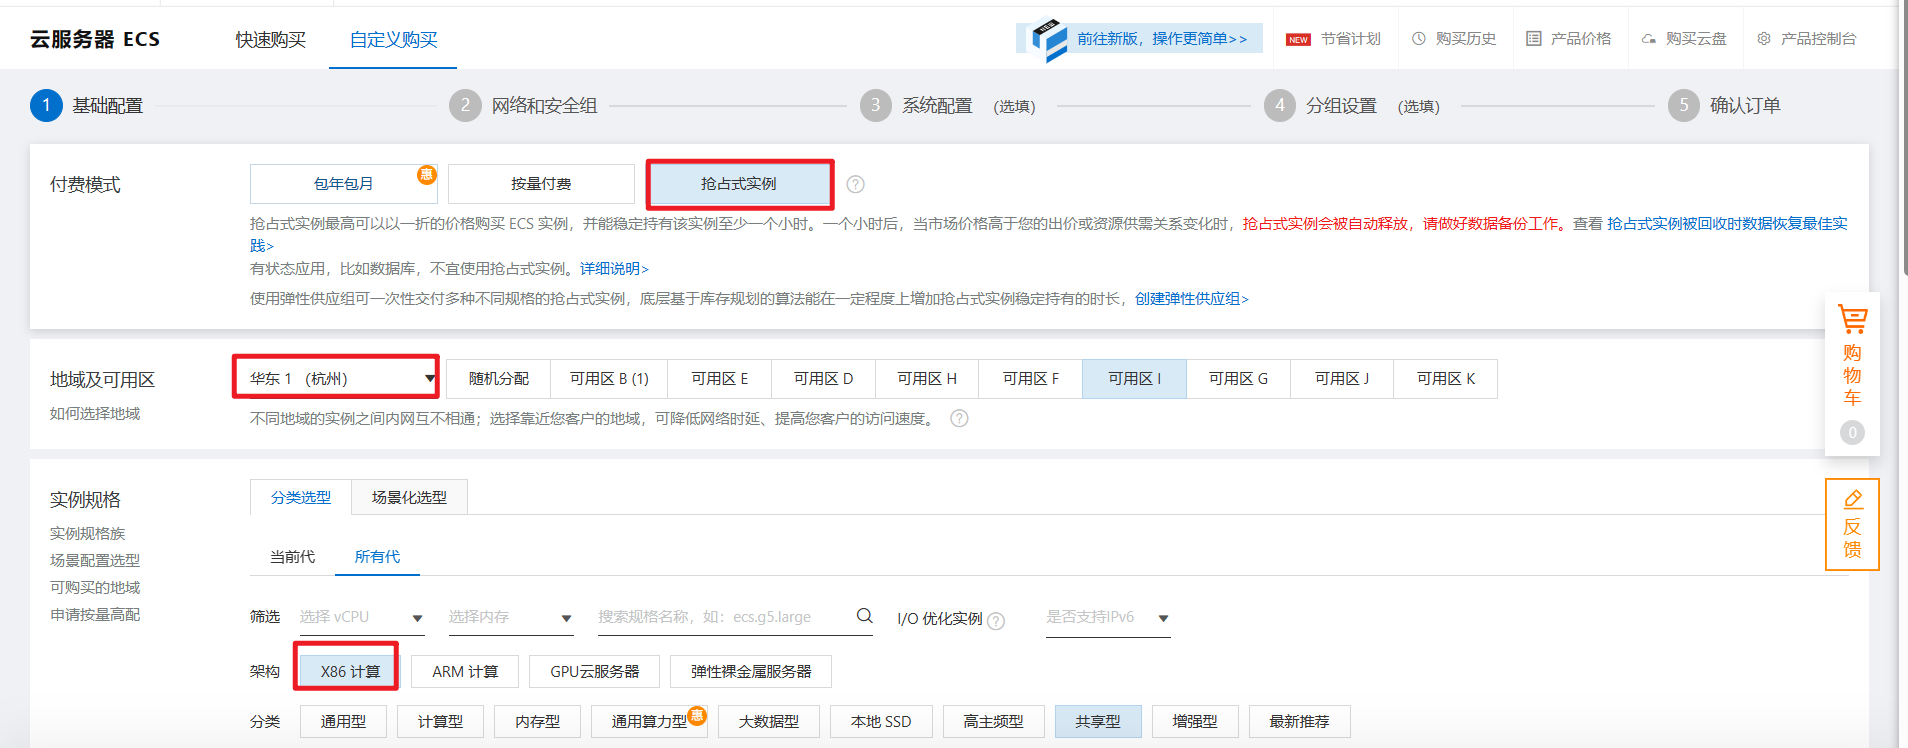 云服务器 ECS
快速购买
自定义购买
前往新版，操作更简单>>
NEW 节省计划
购买历史
产品价格
购买云盘
产品控制台
1 基础配置
2 网络和安全组
3 系统配置 (选填)
4 分组设置 (选填)
5 确认订单
付费模式
包年包月 惠
按量付费
抢占式实例
?
抢占式实例最高可以以一折的价格购买 ECS 实例，并能稳定持有该实例至少一个小时。一个小时后，当市场价格高于您的出价或资源供需关系变化时，抢占式实例会被自动释放，请做好数据备份工作。查看 抢占式实例被回收时数据恢复最佳实
践>
有状态应用，比如数据库，不宜使用抢占式实例。详细说明>
使用弹性供应组可一次性交付多种不同规格的抢占式实例，底层基于库存规划的算法能在一定程度上增加抢占式实例稳定持有的时长，创建弹性供应组>
地域及可用区
如何选择地域
华东 1 （杭州）
随机分配
可用区 B (1)
可用区 E
可用区 D
可用区 H
可用区 F
可用区 I
可用区 G
可用区 J
可用区 K
不同地域的实例之间内网互不相通；选择靠近您客户的地域，可降低网络时延、提高您客户的访问速度。 ?
购物车
0
反馈
实例规格
实例规格族
场景配置选型
可购买的地域
申请按量高配
分类选型
场景化选型
当前代
所有代
筛选
选择 vCPU
选择内存
搜索规格名称，如：ecs.g5.large
I/O 优化实例 ?
是否支持IPv6
架构
X86 计算
ARM 计算
GPU云服务器
弹性裸金属服务器
分类
通用型
计算型
内存型
通用算力型 惠
大数据型
本地 SSD
高主频型
共享型
增强型
最新推荐